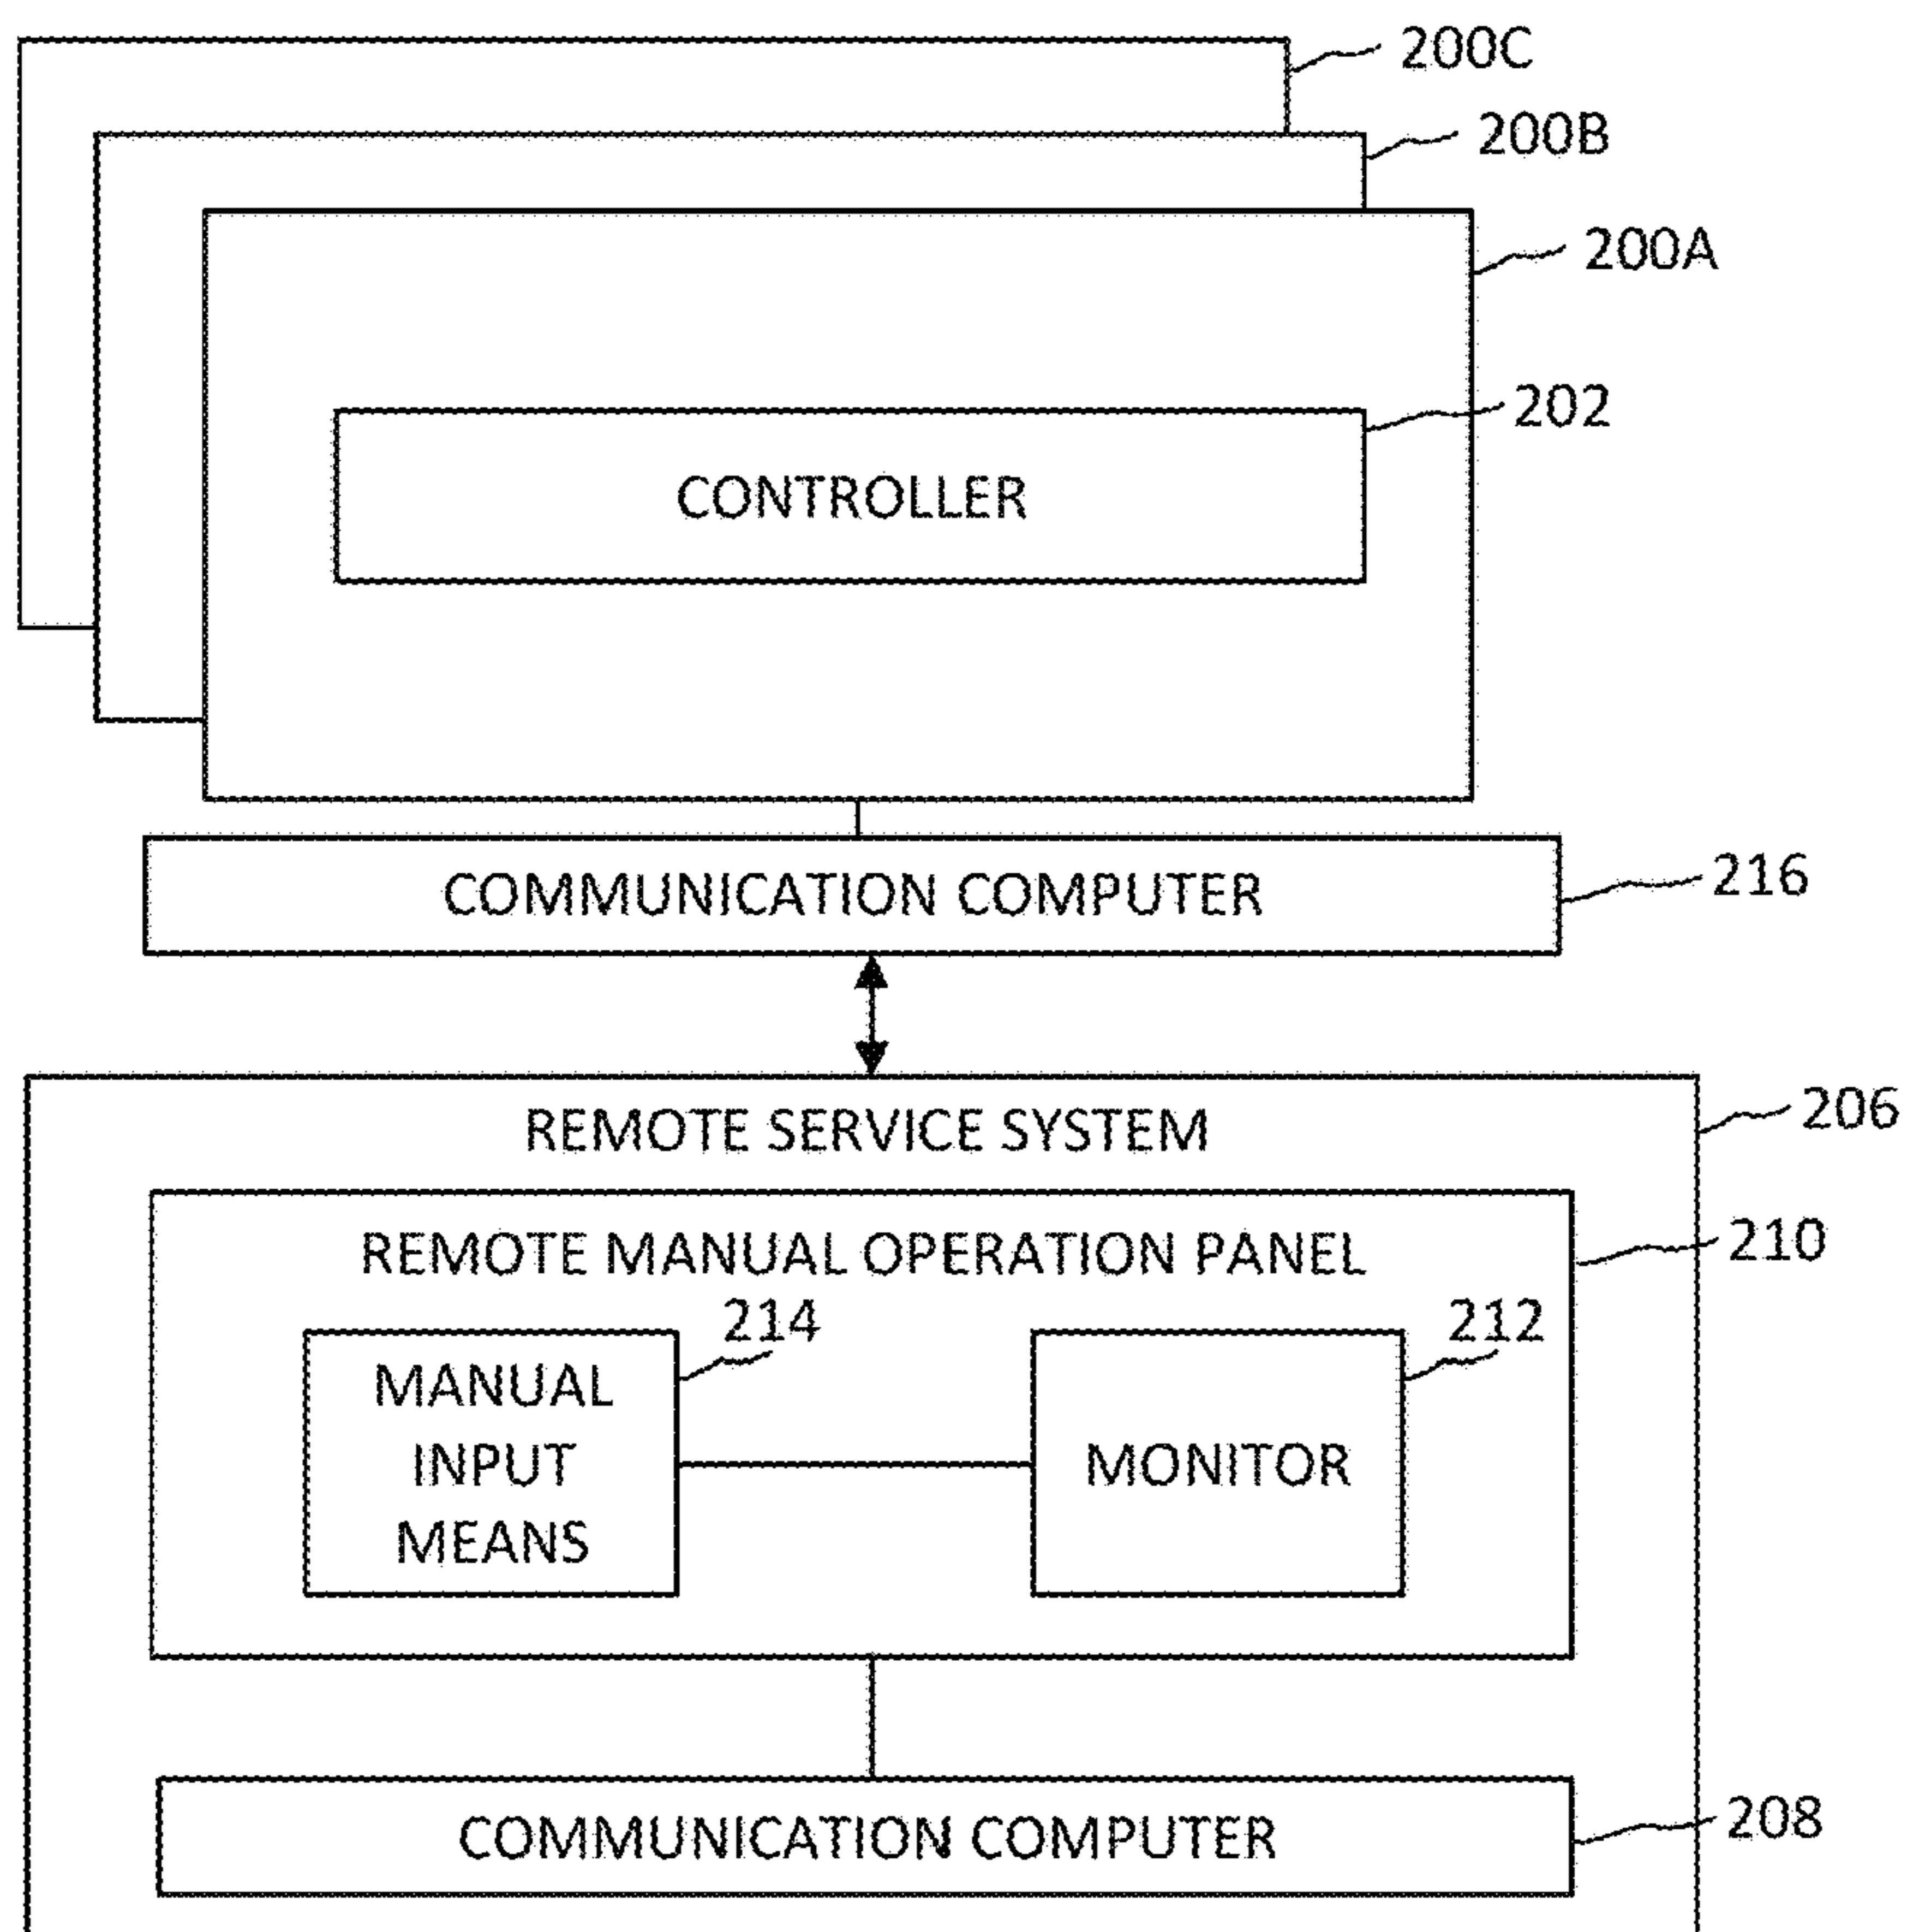 200C
200B
200A
202
CONTROLLER
COMMUNICATION COMPUTER
216
REMOTE SERVICE SYSTEM
206
REMOTE MANUAL OPERATION PANEL
210
214
212
MANUAL
INPUT
MEANS
MONITOR
COMMUNICATION COMPUTER
208